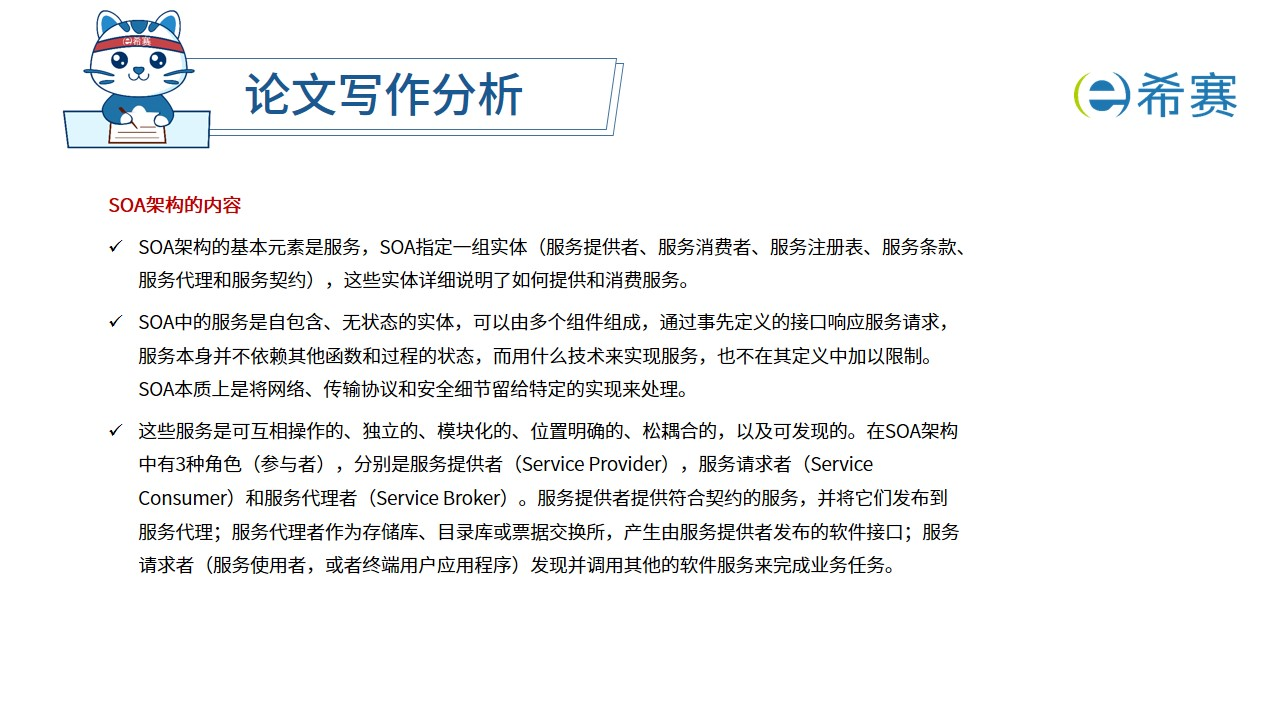 希赛
论文写作分析
希赛
SOA架构的内容
✓ SOA架构的基本元素是服务，SOA指定一组实体（服务提供者、服务消费者、服务注册表、服务条款、
服务代理和服务契约），这些实体详细说明了如何提供和消费服务。
✓ SOA中的服务是自包含、无状态的实体，可以由多个组件组成，通过事先定义的接口响应服务请求，
服务本身并不依赖其他函数和过程的状态，而用什么技术来实现服务，也不在其定义中加以限制。
SOA本质上是将网络、传输协议和安全细节留给特定的实现来处理。
✓ 这些服务是可互相操作的、独立的、模块化的、位置明确的、松耦合的，以及可发现的。在SOA架构
中有3种角色（参与者），分别是服务提供者（Service Provider），服务请求者（Service
Consumer）和服务代理者（Service Broker）。服务提供者提供符合契约的服务，并将它们发布到
服务代理；服务代理者作为存储库、目录库或票据交换所，产生由服务提供者发布的软件接口；服务
请求者（服务使用者，或者终端用户应用程序）发现并调用其他的软件服务来完成业务任务。